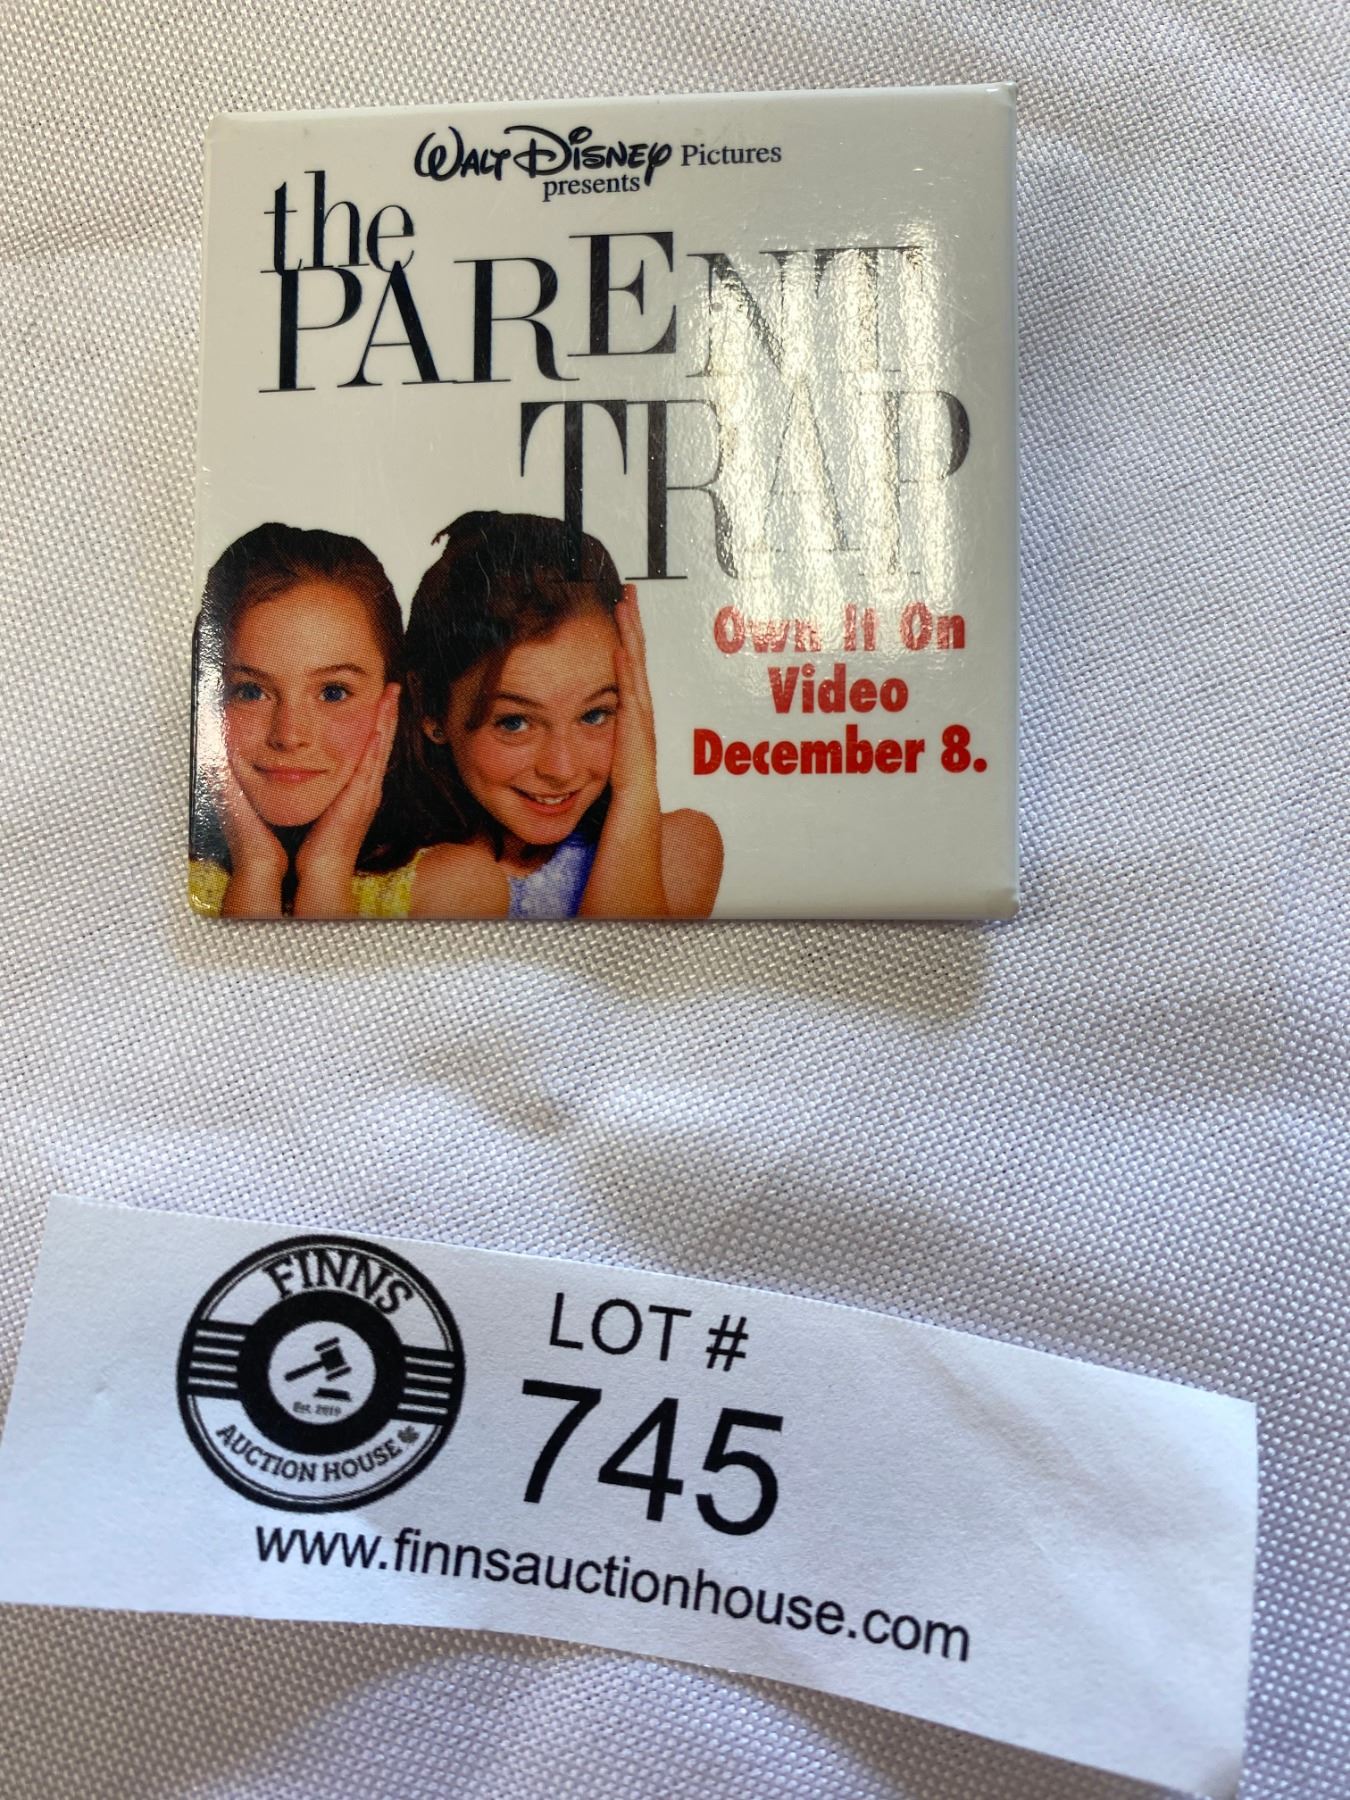 WALT DISNEY Pictures
presents
the
PARENT
TRAP
Own It On
Video
December 8.
FINNS
Est. 2019
AUCTION HOUSE
LOT #
745
www.finnsauctionhouse.com